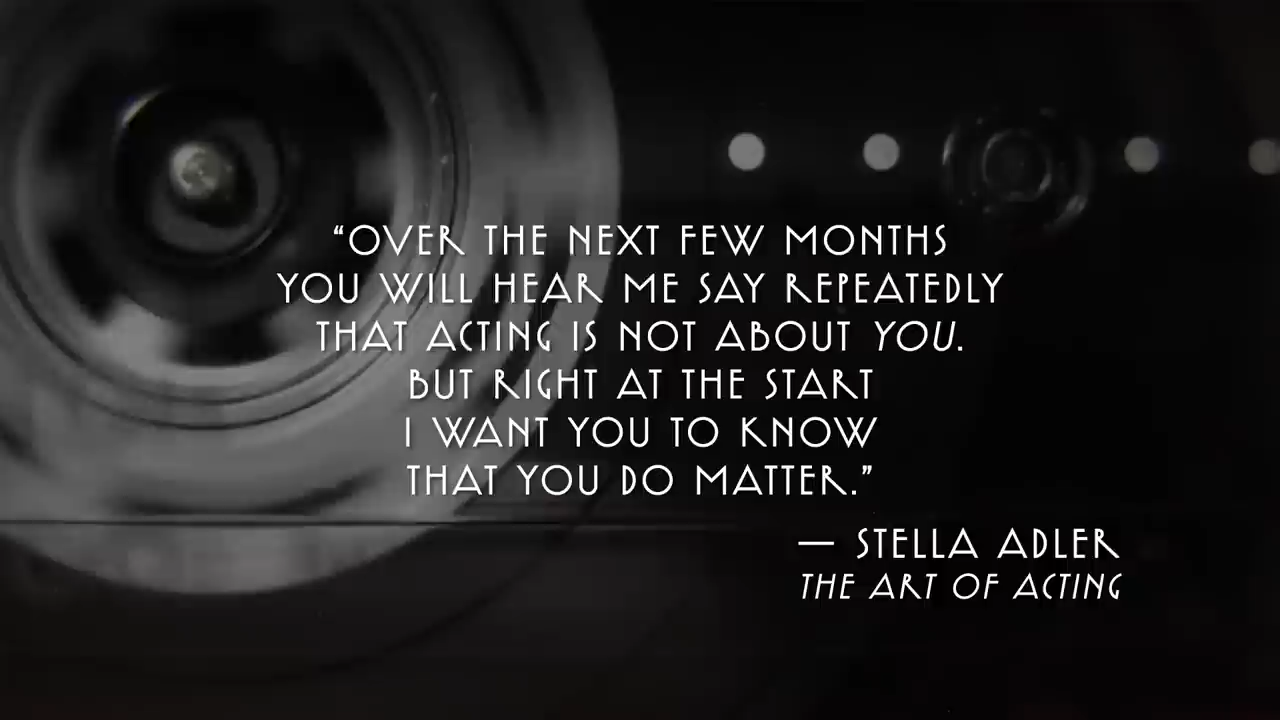 “OVER THE NEXT FEW MONTHS
YOU WILL HEAR ME SAY REPEATEDLY
THAT ACTING IS NOT ABOUT YOU.
BUT RIGHT AT THE START
I WANT YOU TO KNOW
THAT YOU DO MATTER.”
— STELLA ADLER
THE ART OF ACTING